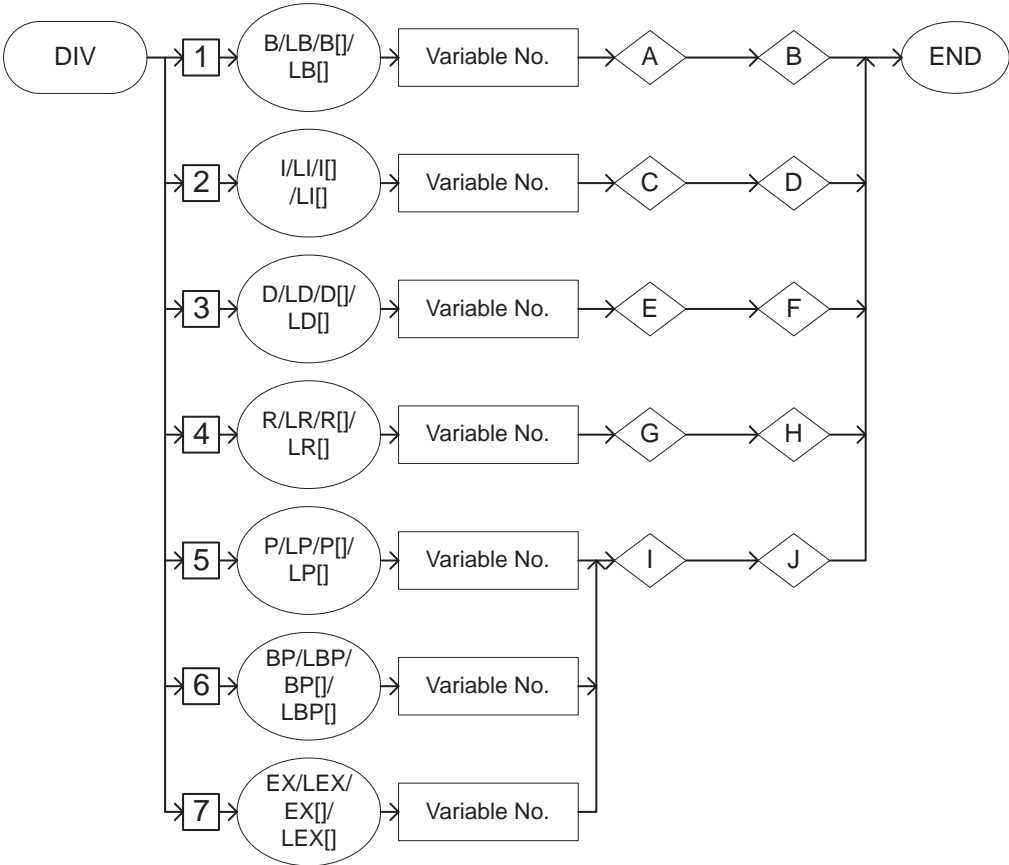 DIV
1
B/LB/B[]/
LB[]
Variable No.
A
B
END
2
I/LI/I[]
/LI[]
Variable No.
C
D
3
D/LD/D[]/
LD[]
Variable No.
E
F
4
R/LR/R[]/
LR[]
Variable No.
G
H
5
P/LP/P[]/
LP[]
Variable No.
I
J
6
BP/LBP/
BP[]/
LBP[]
Variable No.
7
EX/LEX/
EX[]/
LEX[]
Variable No.